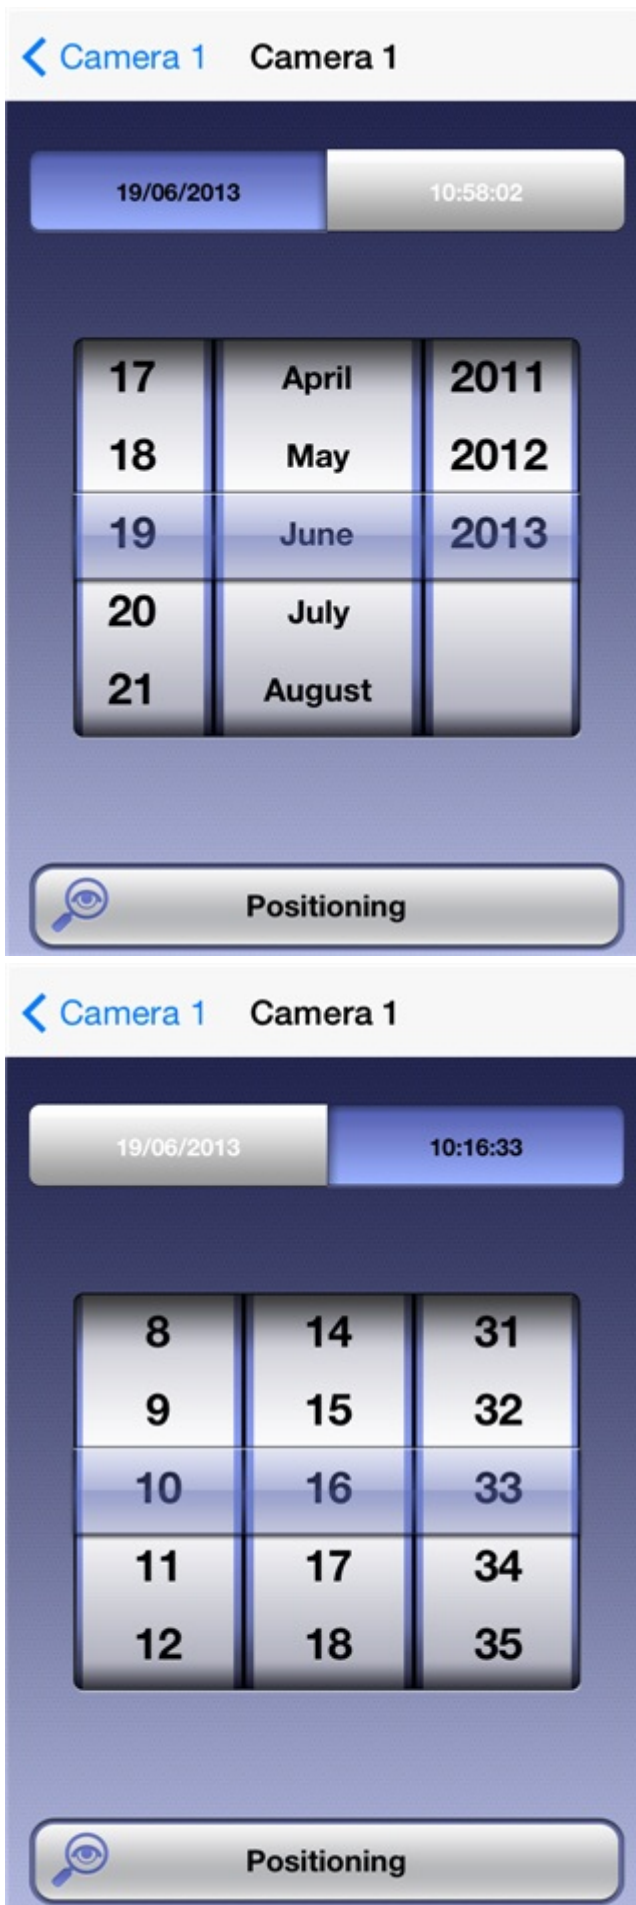 Camera 1 Camera 1
19/06/2013 10:58:02
17 April 2011
18 May 2012
19 June 2013
20 July
21 August
Positioning
Camera 1 Camera 1
19/06/2013 10:16:33
8 14 31
9 15 32
10 16 33
11 17 34
12 18 35
Positioning